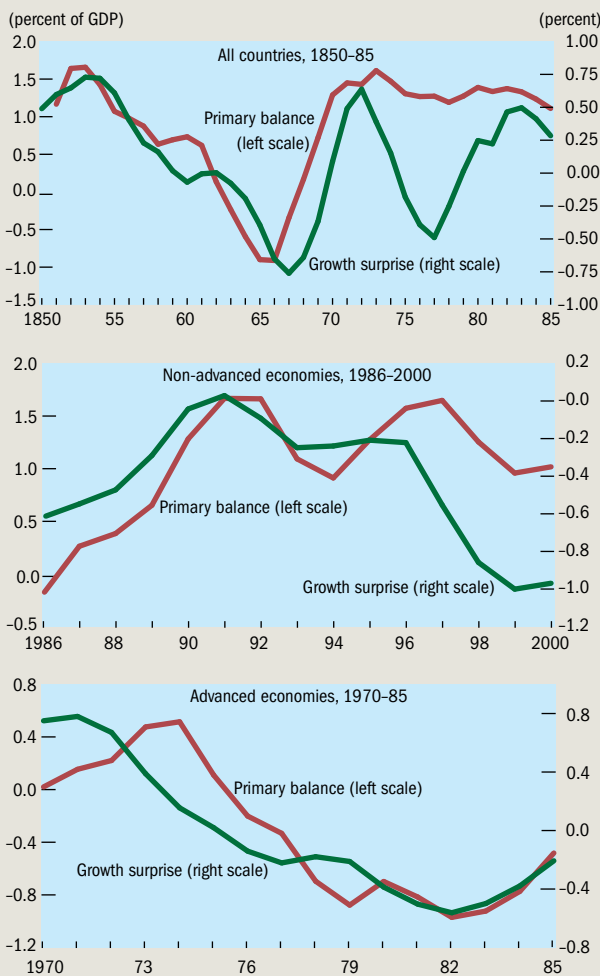 (percent of GDP) (percent)
All countries, 1850–85
2.0 1.00
1.5 0.75
1.0 0.50
0.5 0.25
0.0 0.00
–0.5 –0.25
–1.0 –0.50
–1.5 –0.75
–1.00
Primary balance
(left scale)
Growth surprise (right scale)
1850 55 60 65 70 75 80 85
Non-advanced economies, 1986–2000
2.0 0.2
1.5 –0.0
1.0 –0.2
0.5 –0.4
0.0 –0.6
–0.5 –0.8
–1.0
–1.2
Primary balance (left scale)
Growth surprise (right scale)
1986 88 90 92 94 96 98 2000
Advanced economies, 1970–85
0.8 0.8
0.4 0.4
0.0 0.0
–0.4 –0.4
–0.8 –0.8
–1.2
Primary balance (left scale)
Growth surprise (right scale)
1970 73 76 79 82 85